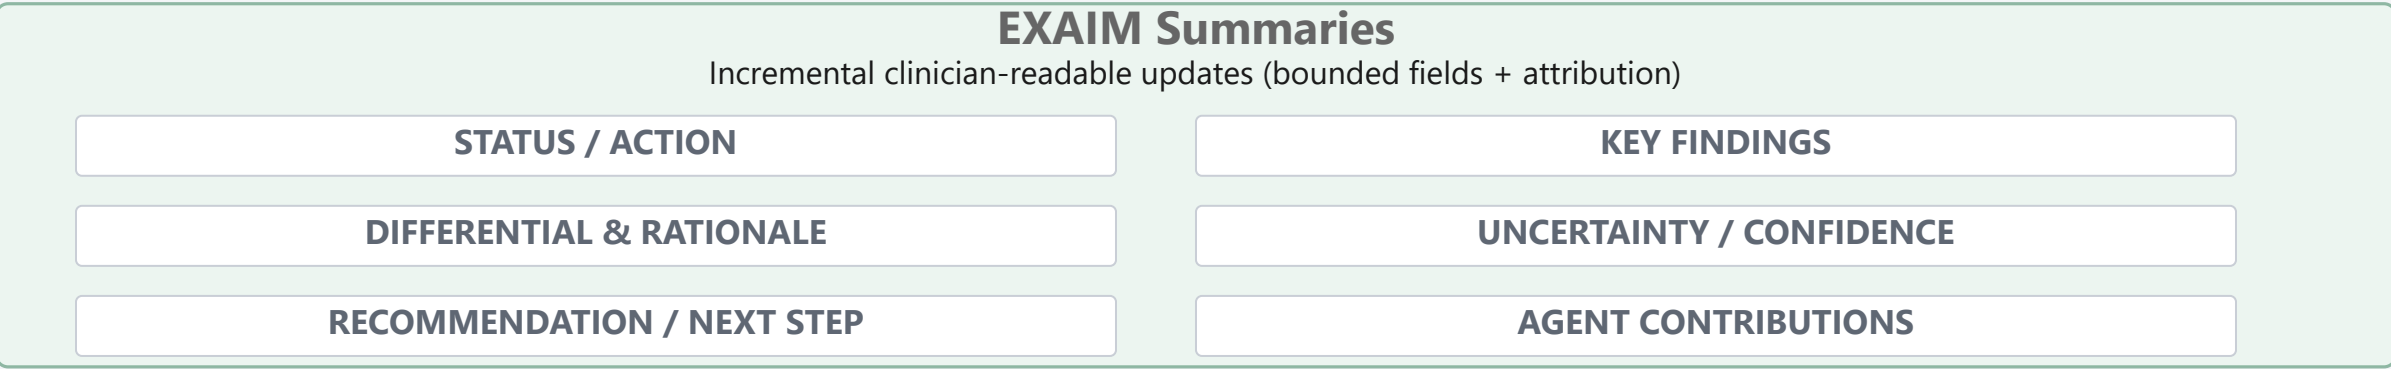 EXAIM Summaries
Incremental clinician-readable updates (bounded fields + attribution)
STATUS / ACTION
KEY FINDINGS
DIFFERENTIAL & RATIONALE
UNCERTAINTY / CONFIDENCE
RECOMMENDATION / NEXT STEP
AGENT CONTRIBUTIONS